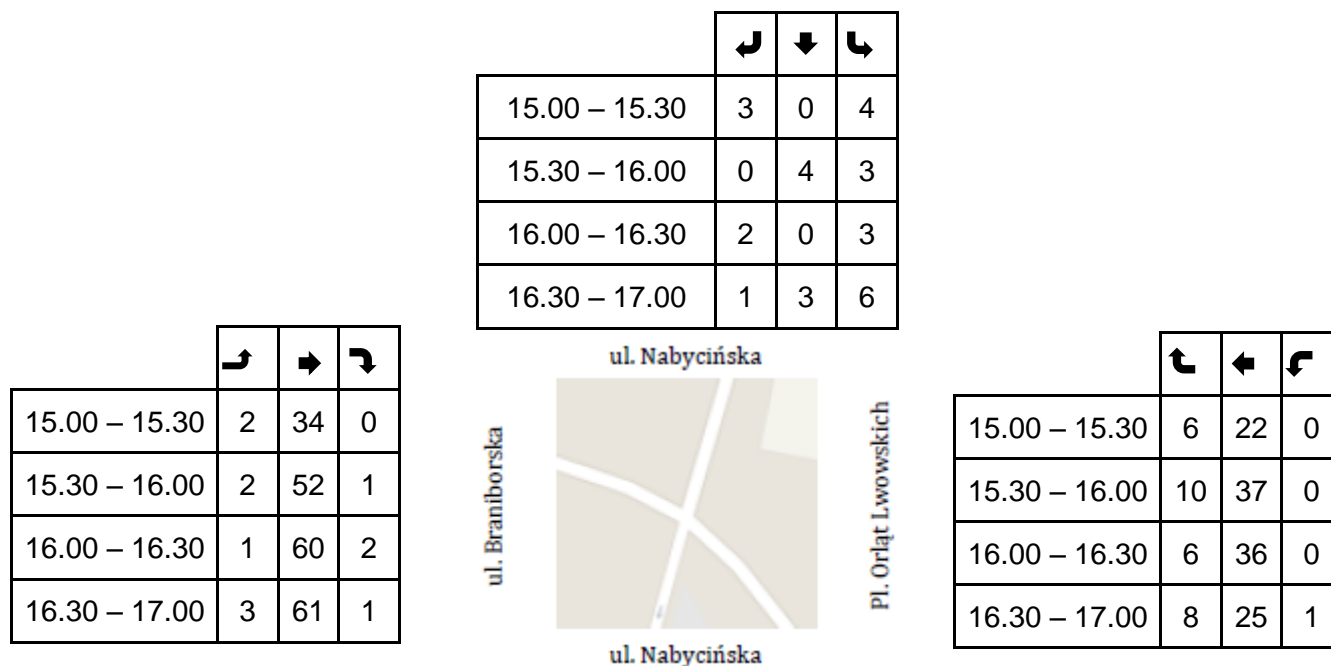 15.00 – 15.30 3 0 4
15.30 – 16.00 0 4 3
16.00 – 16.30 2 0 3
16.30 – 17.00 1 3 6
ul. Nabycińska
15.00 – 15.30 2 34 0
15.30 – 16.00 2 52 1
16.00 – 16.30 1 60 2
16.30 – 17.00 3 61 1
ul. Braniborska
Pl. Orląt Lwowskich
15.00 – 15.30 6 22 0
15.30 – 16.00 10 37 0
16.00 – 16.30 6 36 0
16.30 – 17.00 8 25 1
ul. Nabycińska